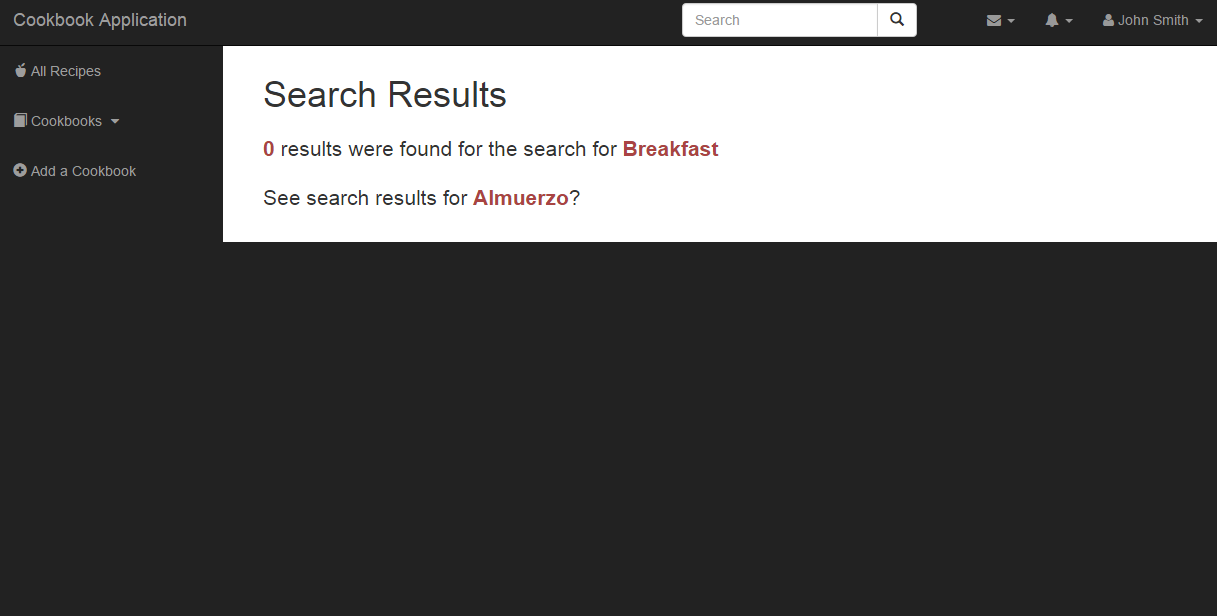 Cookbook Application
Search
John Smith
All Recipes
Cookbooks
Add a Cookbook
Search Results
0 results were found for the search for Breakfast
See search results for Almuerzo?